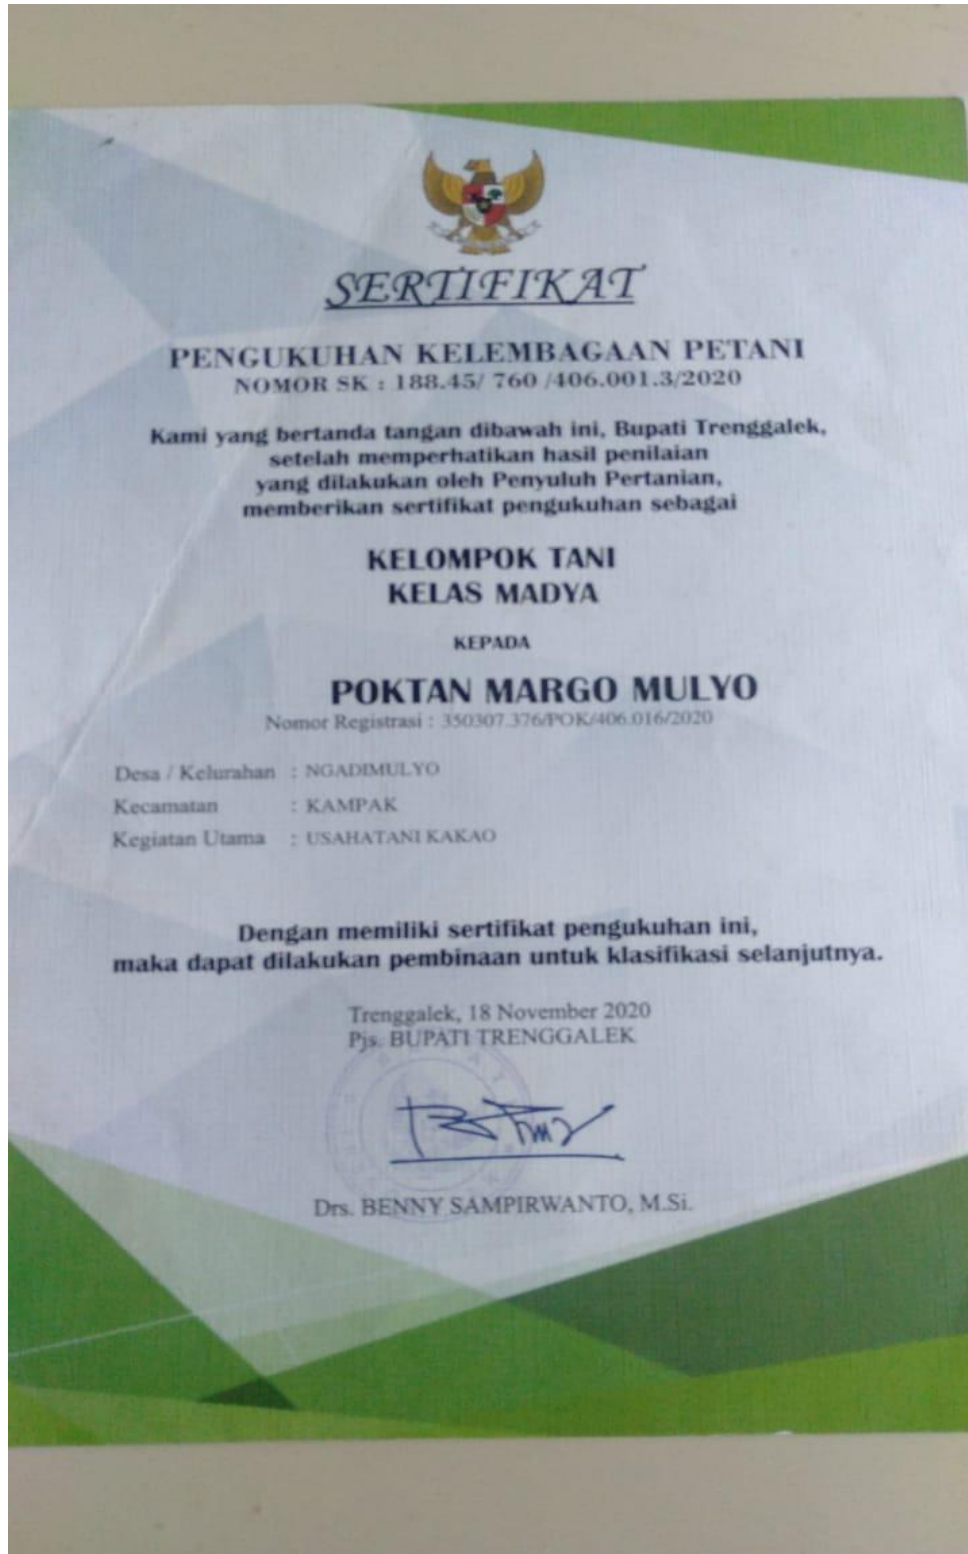 SERTIFIKAT
PENGUKUHAN KELEMBAGAAN PETANI
NOMOR SK : 188.45/ 760 /406.001.3/2020
Kami yang bertanda tangan dibawah ini, Bupati Trenggalek,
setelah memperhatikan hasil penilaian
yang dilakukan oleh Penyuluh Pertanian,
memberikan sertifikat pengukuhan sebagai
KELOMPOK TANI
KELAS MADYA
KEPADA
POKTAN MARGO MULYO
Nomor Registrasi : 350307.376/POK/406.016/2020
Desa / Kelurahan : NGADIMULYO
Kecamatan : KAMPAK
Kegiatan Utama : USAHATANI KAKAO
Dengan memiliki sertifikat pengukuhan ini,
maka dapat dilakukan pembinaan untuk klasifikasi selanjutnya.
Trenggalek, 18 November 2020
Pjs. BUPATI TRENGGALEK
Drs. BENNY SAMPIRWANTO, M.Si.